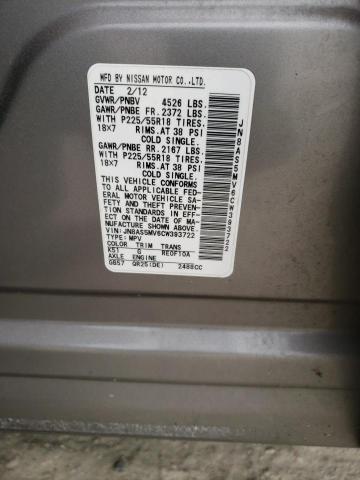 MFD BY NISSAN MOTOR CO.,LTD.
DATE 2/12
GVWR/PNBV 4526 LBS.
GAWR/PNBE FR. 2372 LBS.
WITH P225/55R18 TIRES.
18X7 RIMS.AT 38 PSI
COLD SINGLE.
GAWR/PNBE RR. 2167 LBS.
WITH P225/55R18 TIRES.
18X7 RIMS.AT 38 PSI
COLD SINGLE.
THIS VEHICLE CONFORMS
TO ALL APPLICABLE FED-
ERAL MOTOR VEHICLE SA-
FETY AND THEFT PREVEN-
TION STANDARDS IN EFF-
ECT ON THE DATE OF MA-
NUFACTURE SHOWN ABOVE.
VIN: JN8AS5MV6CW393722
TYPE: MPV
COLOR TRIM TRANS
K51 G RE0F10A
AXLE ENGINE
GB57 QR25(DE) 2488CC
JN8AS5MV6CW393722